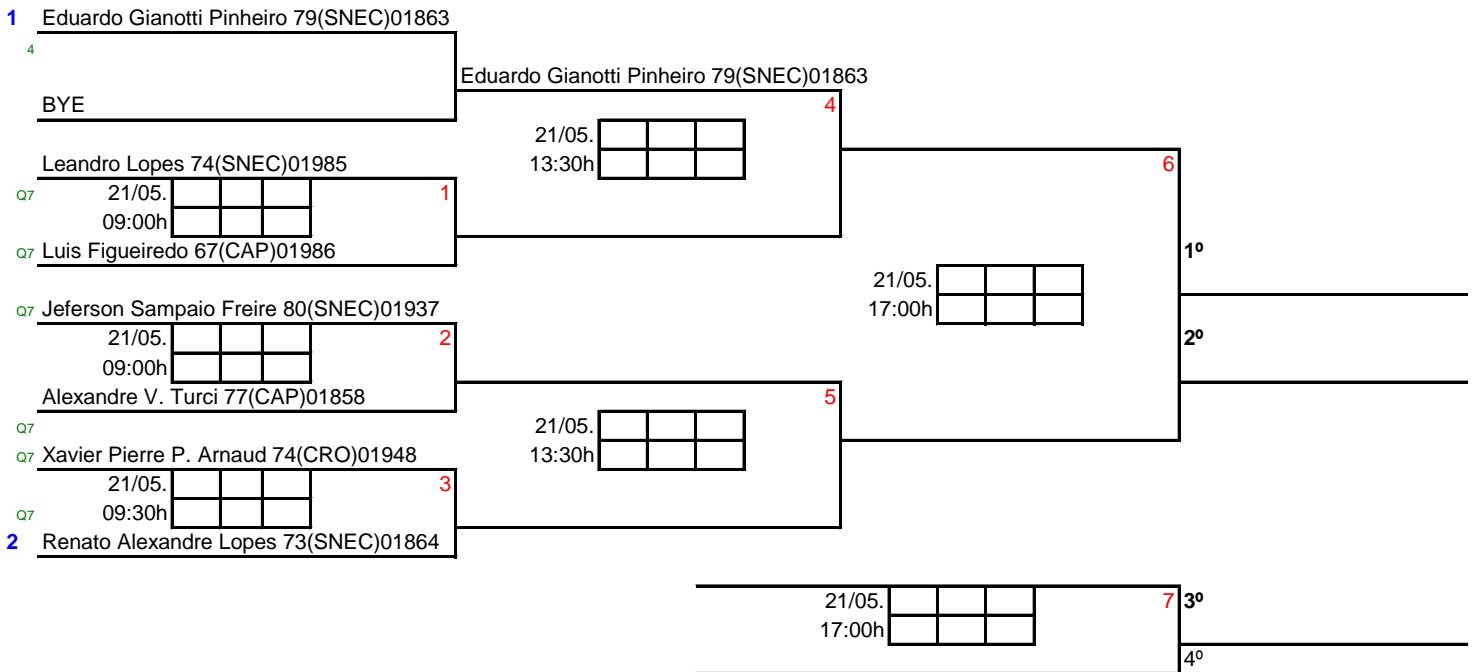 1 Eduardo Gianotti Pinheiro 79(SNEC)01863
4
Eduardo Gianotti Pinheiro 79(SNEC)01863
BYE
4
21/05.
13:30h
Leandro Lopes 74(SNEC)01985
6
Q7 21/05. 1
09:00h
Q7 Luis Figueiredo 67(CAP)01986
1º
21/05.
17:00h
Q7 Jeferson Sampaio Freire 80(SNEC)01937
21/05. 2
2º
09:00h
Alexandre V. Turci 77(CAP)01858
5
Q7
21/05.
13:30h
Q7 Xavier Pierre P. Arnaud 74(CRO)01948
21/05. 3
Q7 09:30h
2 Renato Alexandre Lopes 73(SNEC)01864
21/05. 7 3º
17:00h
4º